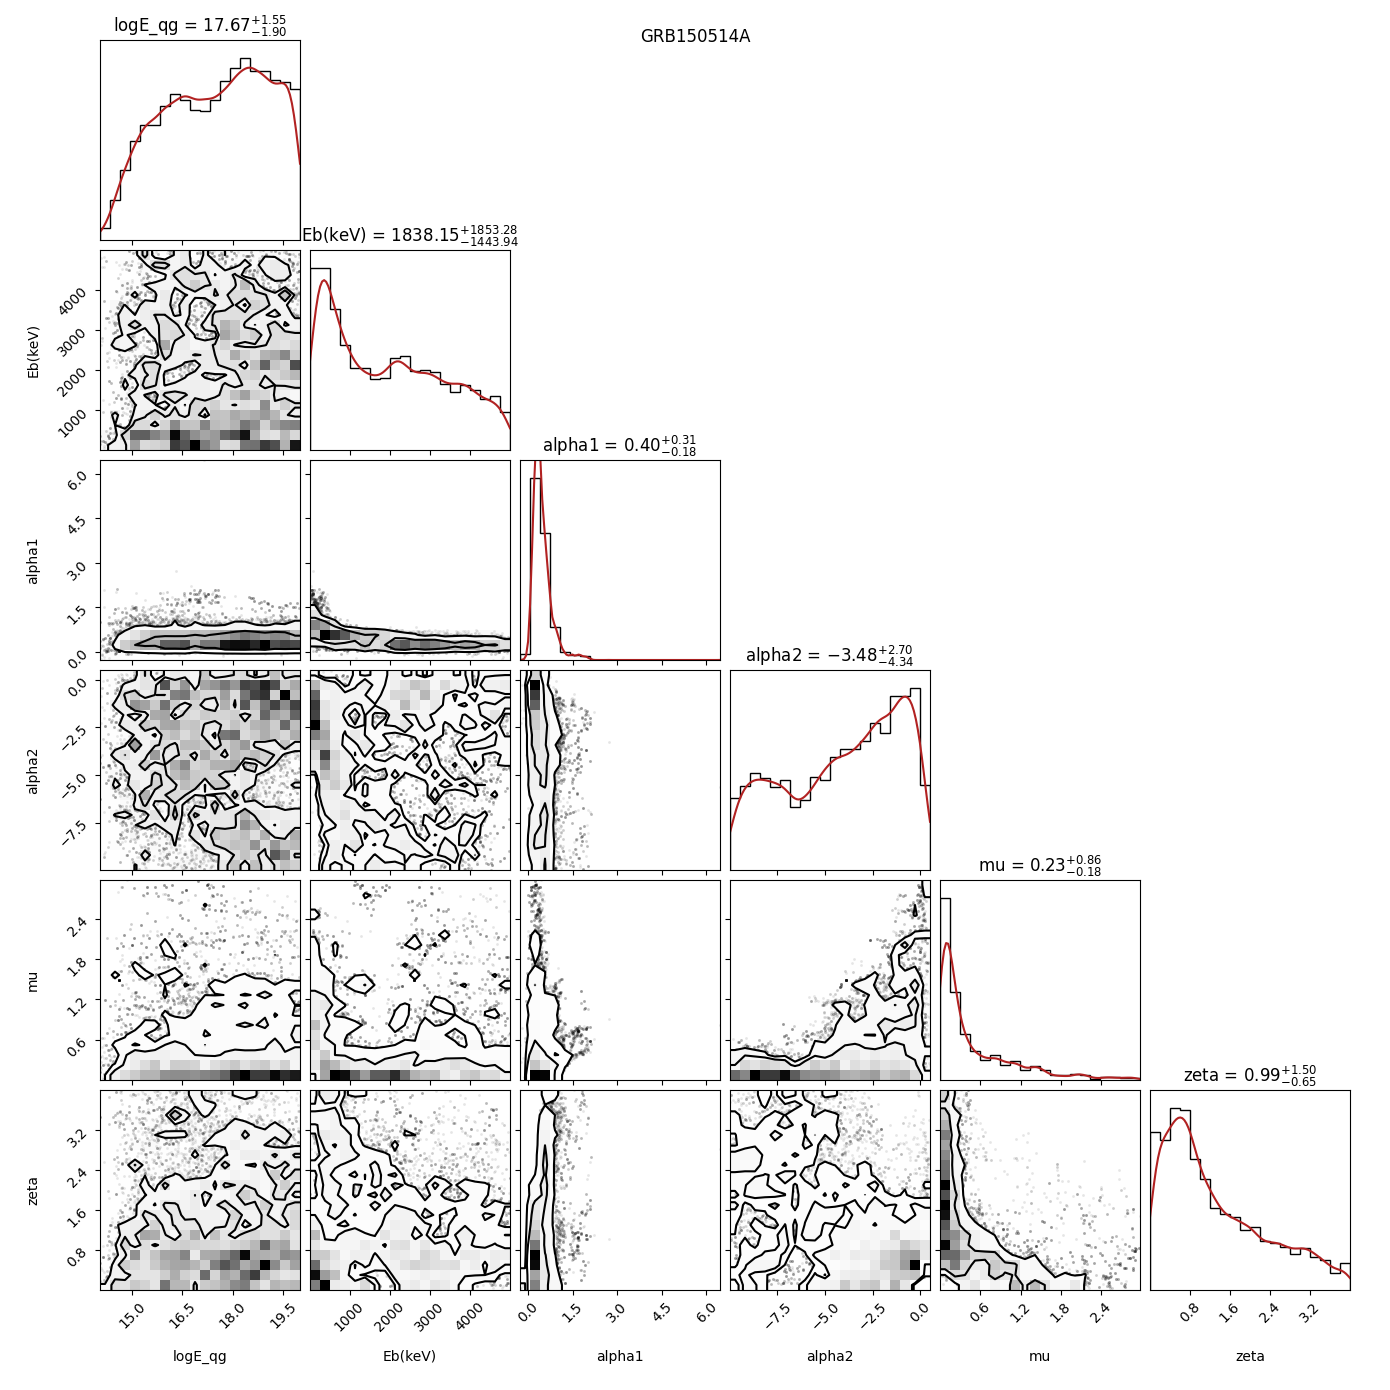 logE_qg = 17.67^{+1.55}_{−1.90}
GRB150514A
Eb(keV) = 1838.15^{+1853.28}_{−1443.94}
Eb(keV)
4000
3000
2000
1000
alpha1 = 0.40^{+0.31}_{−0.18}
alpha1
6.0
4.5
3.0
1.5
0.0
alpha2 = −3.48^{+2.70}_{−4.34}
alpha2
0.0
−2.5
−5.0
−7.5
mu = 0.23^{+0.86}_{−0.18}
mu
2.4
1.8
1.2
0.6
zeta = 0.99^{+1.50}_{−0.65}
zeta
3.2
2.4
1.6
0.8
15.0 16.5 18.0 19.5 1000 2000 3000 4000 0.0 1.5 3.0 4.5 6.0 −7.5 −5.0 −2.5 0.0 0.6 1.2 1.8 2.4 0.8 1.6 2.4 3.2
logE_qg Eb(keV) alpha1 alpha2 mu zeta